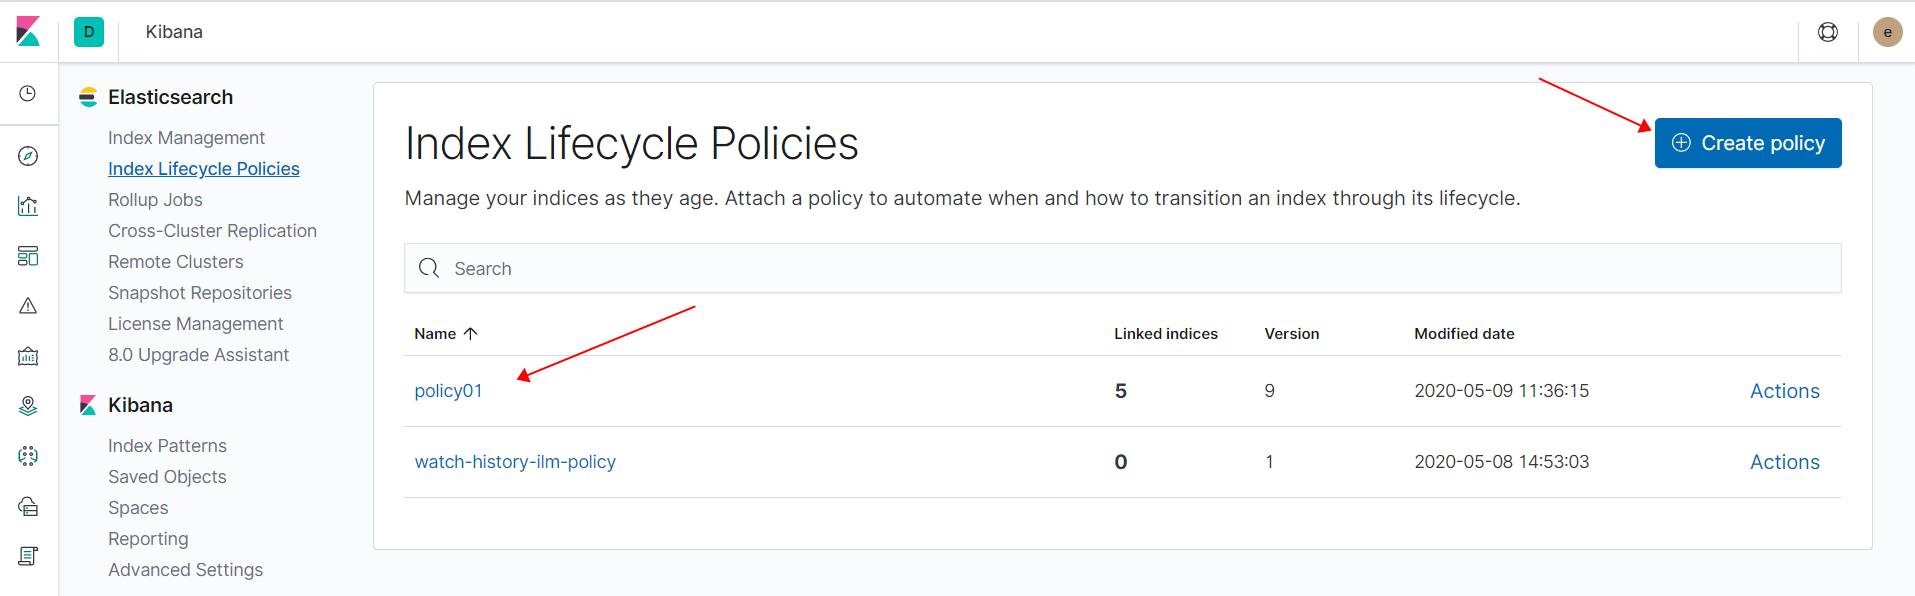 D Kibana e
Elasticsearch
Index Management
Index Lifecycle Policies
Rollup Jobs
Cross-Cluster Replication
Remote Clusters
Snapshot Repositories
License Management
8.0 Upgrade Assistant
Kibana
Index Patterns
Saved Objects
Spaces
Reporting
Advanced Settings
Index Lifecycle Policies
Create policy
Manage your indices as they age. Attach a policy to automate when and how to transition an index through its lifecycle.
Search
Name Linked indices Version Modified date
policy01 5 9 2020-05-09 11:36:15 Actions
watch-history-ilm-policy 0 1 2020-05-08 14:53:03 Actions